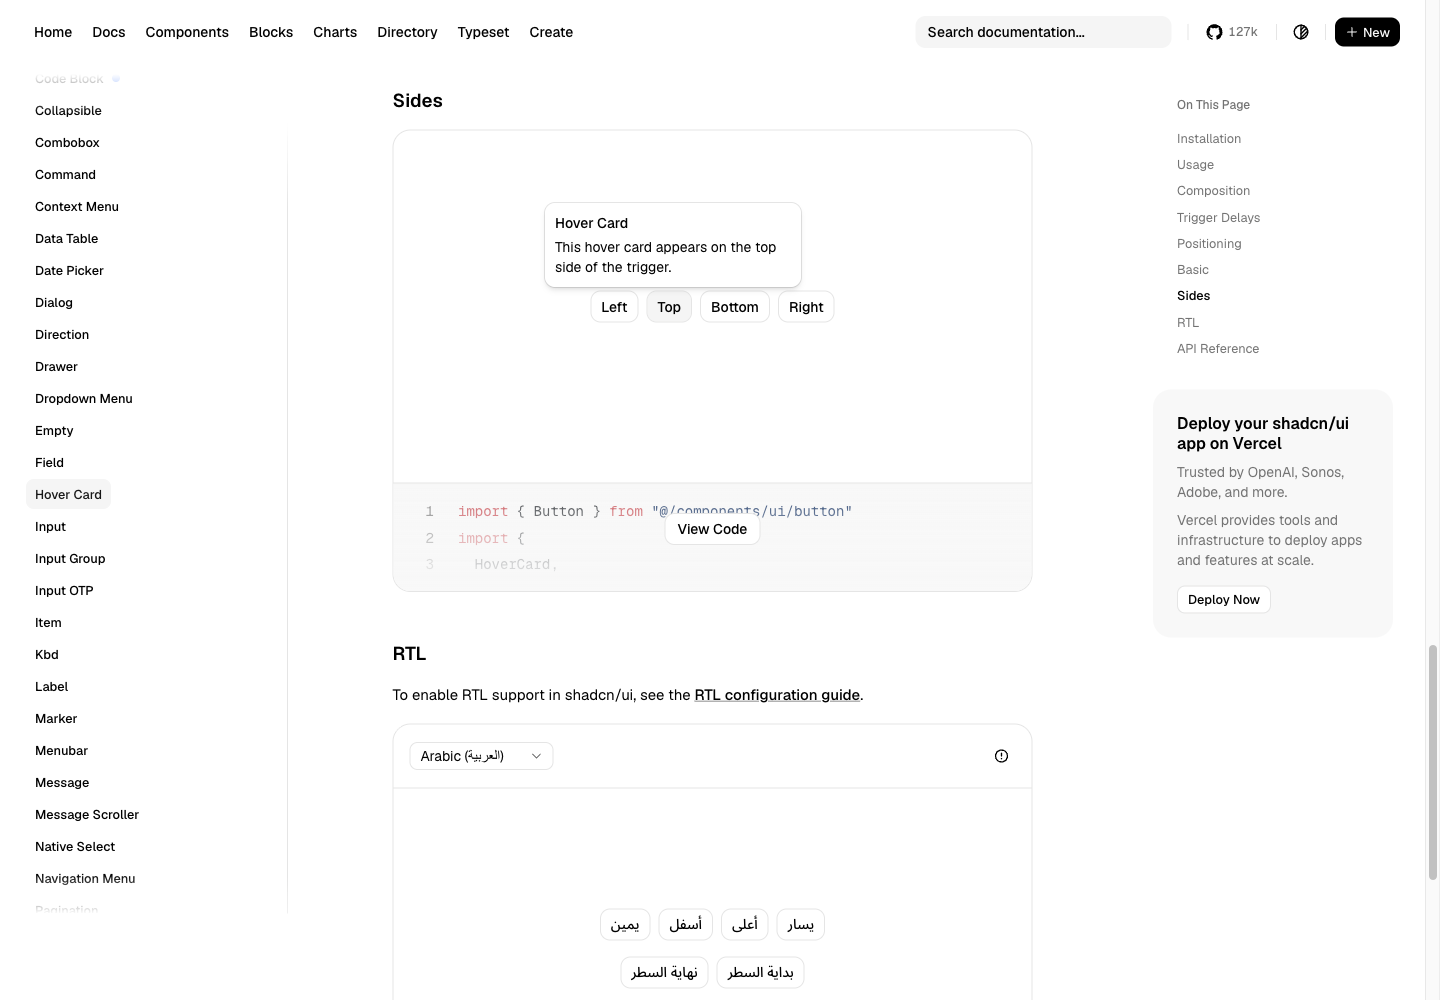 Home Docs Components Blocks Charts Directory Typeset Create
Search documentation...
127k
New
Code Block
Collapsible
Combobox
Command
Context Menu
Data Table
Date Picker
Dialog
Direction
Drawer
Dropdown Menu
Empty
Field
Hover Card
Input
Input Group
Input OTP
Item
Kbd
Label
Marker
Menubar
Message
Message Scroller
Native Select
Navigation Menu
Pagination
Sides
Hover Card
This hover card appears on the top
side of the trigger.
Left Top Bottom Right
1 import { Button } from "@/components/ui/button"
View Code
2 import {
3 HoverCard,
RTL
To enable RTL support in shadcn/ui, see the RTL configuration guide.
Arabic (العربية)
يسار أعلى أسفل يمين
بداية السطر نهاية السطر
On This Page
Installation
Usage
Composition
Trigger Delays
Positioning
Basic
Sides
RTL
API Reference
Deploy your shadcn/ui
app on Vercel
Trusted by OpenAI, Sonos,
Adobe, and more.
Vercel provides tools and
infrastructure to deploy apps
and features at scale.
Deploy Now